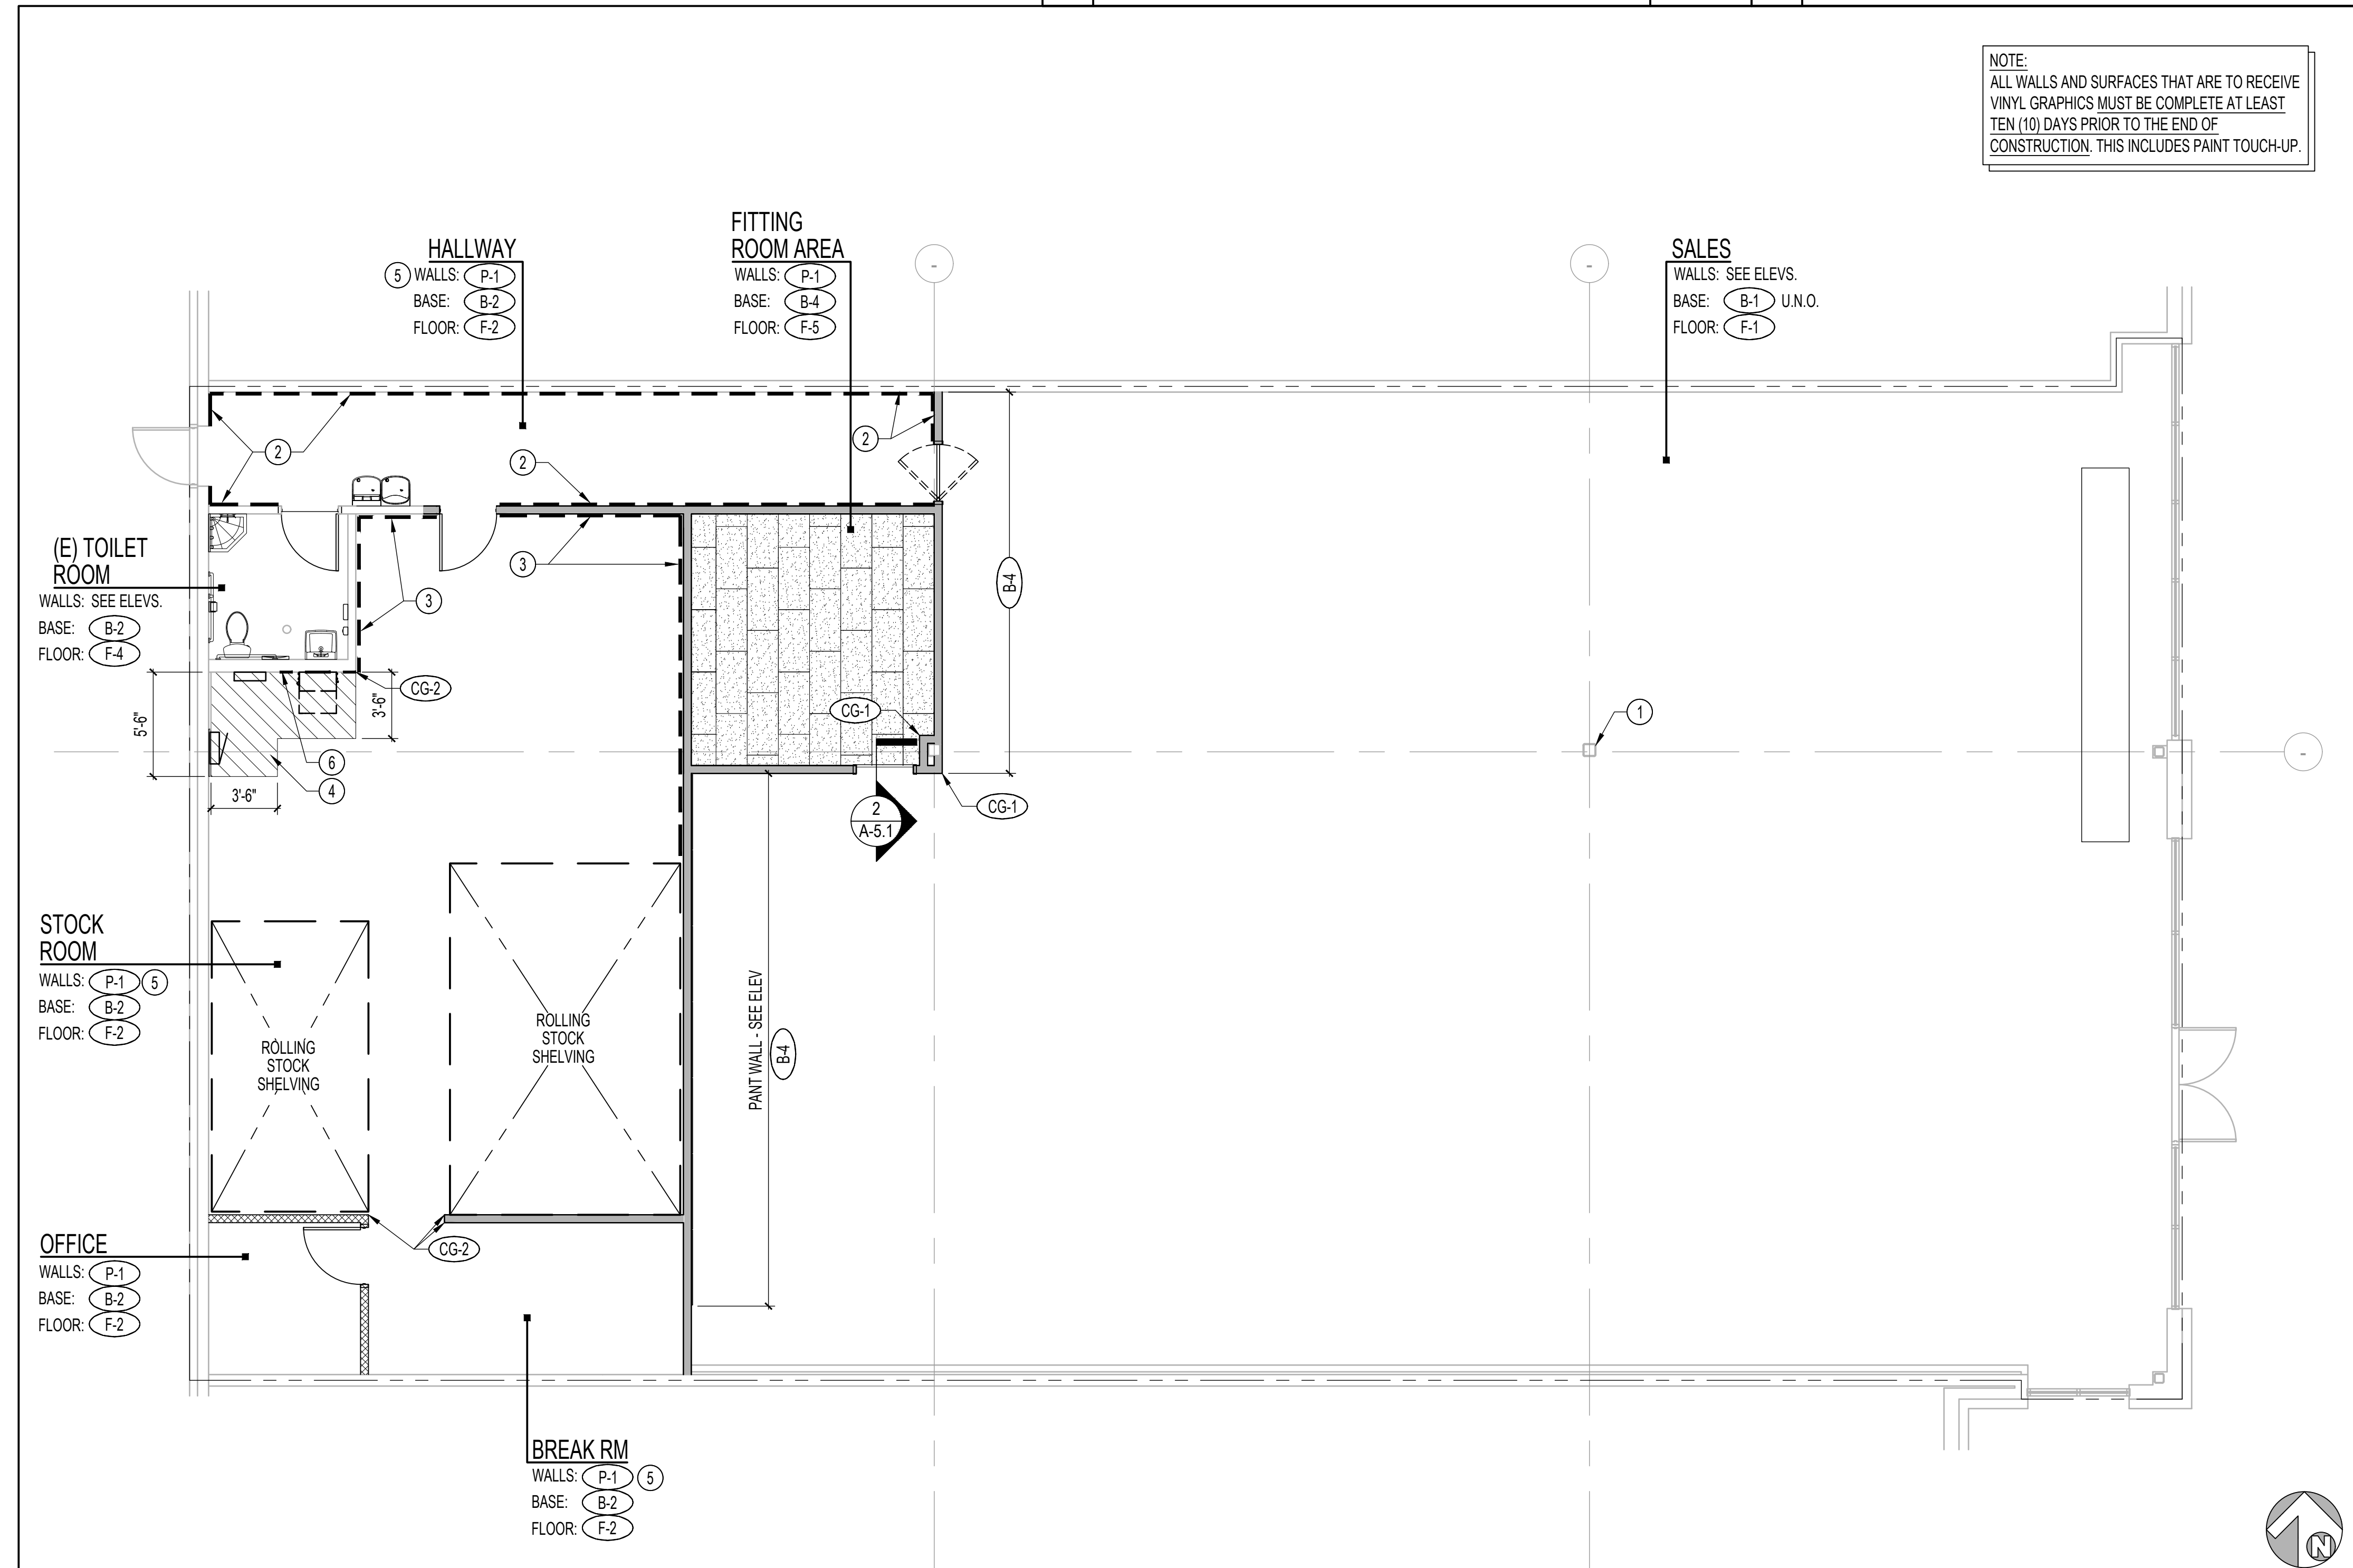 NOTE:
ALL WALLS AND SURFACES THAT ARE TO RECEIVE
VINYL GRAPHICS MUST BE COMPLETE AT LEAST
TEN (10) DAYS PRIOR TO THE END OF
CONSTRUCTION. THIS INCLUDES PAINT TOUCH-UP.
HALLWAY
5 WALLS: P-1
BASE: B-2
FLOOR: F-2
FITTING
ROOM AREA
WALLS: P-1
BASE: B-4
FLOOR: F-5
SALES
WALLS: SEE ELEVS.
BASE: B-1 U.N.O.
FLOOR: F-1
-
-
2
2
2
(E) TOILET
ROOM
WALLS: SEE ELEVS.
BASE: B-2
FLOOR: F-4
3
3
B-4
CG-2
5'-6"
3'-6"
3'-6"
6
4
CG-1
1
-
2
A-5.1
CG-1
STOCK
ROOM
WALLS: P-1 5
BASE: B-2
FLOOR: F-2
ROLLING
STOCK
SHELVING
ROLLING
STOCK
SHELVING
PANT WALL - SEE ELEV
B-4
OFFICE
WALLS: P-1
BASE: B-2
FLOOR: F-2
CG-2
BREAK RM
WALLS: P-1 5
BASE: B-2
FLOOR: F-2
N